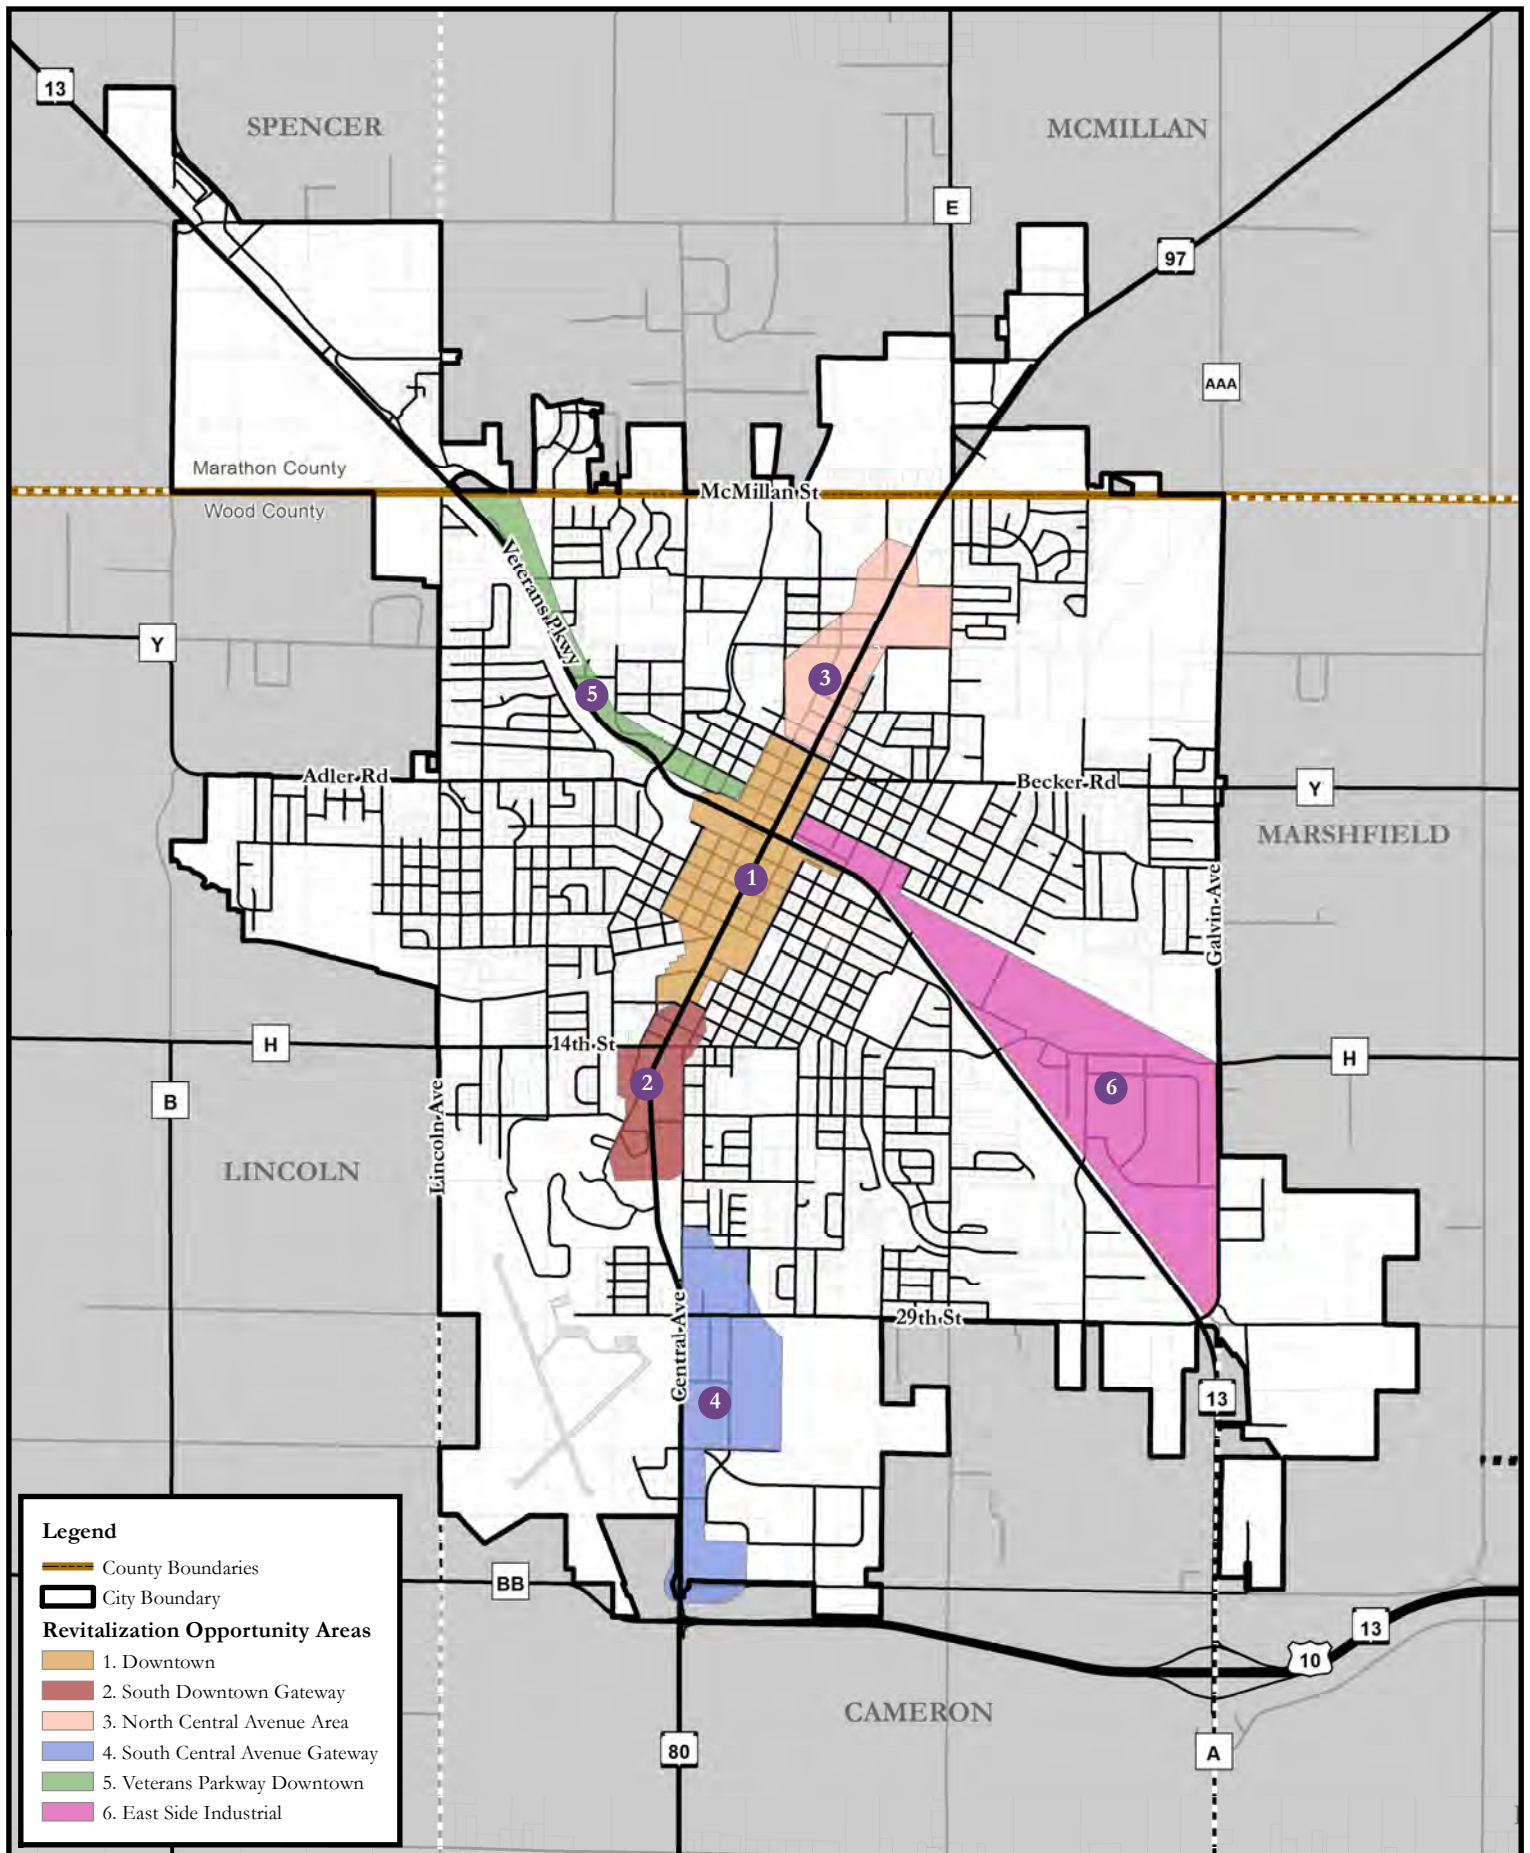 13
SPENCER
MCMILLAN
E
97
AAA
Marathon County
McMillan St
Wood County
Veterans Pkwy
Y
3
5
Adler Rd
Becker Rd
Y
MARSHFIELD
1
Galvin Ave
H
14th St
H
2
6
B
Lincoln Ave
LINCOLN
29th St
Central Ave
13
4
Legend
County Boundaries
City Boundary
Revitalization Opportunity Areas
1. Downtown
2. South Downtown Gateway
3. North Central Avenue Area
4. South Central Avenue Gateway
5. Veterans Parkway Downtown
6. East Side Industrial
BB
13
10
CAMERON
80
A